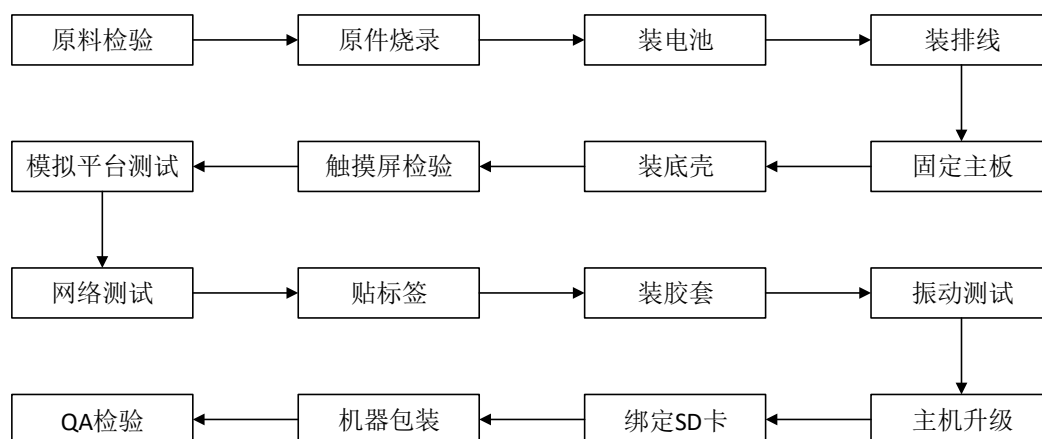 原料检验
原件烧录
装电池
装排线
固定主板
装底壳
触摸屏检验
模拟平台测试
网络测试
贴标签
装胶套
振动测试
主机升级
绑定SD卡
机器包装
QA检验